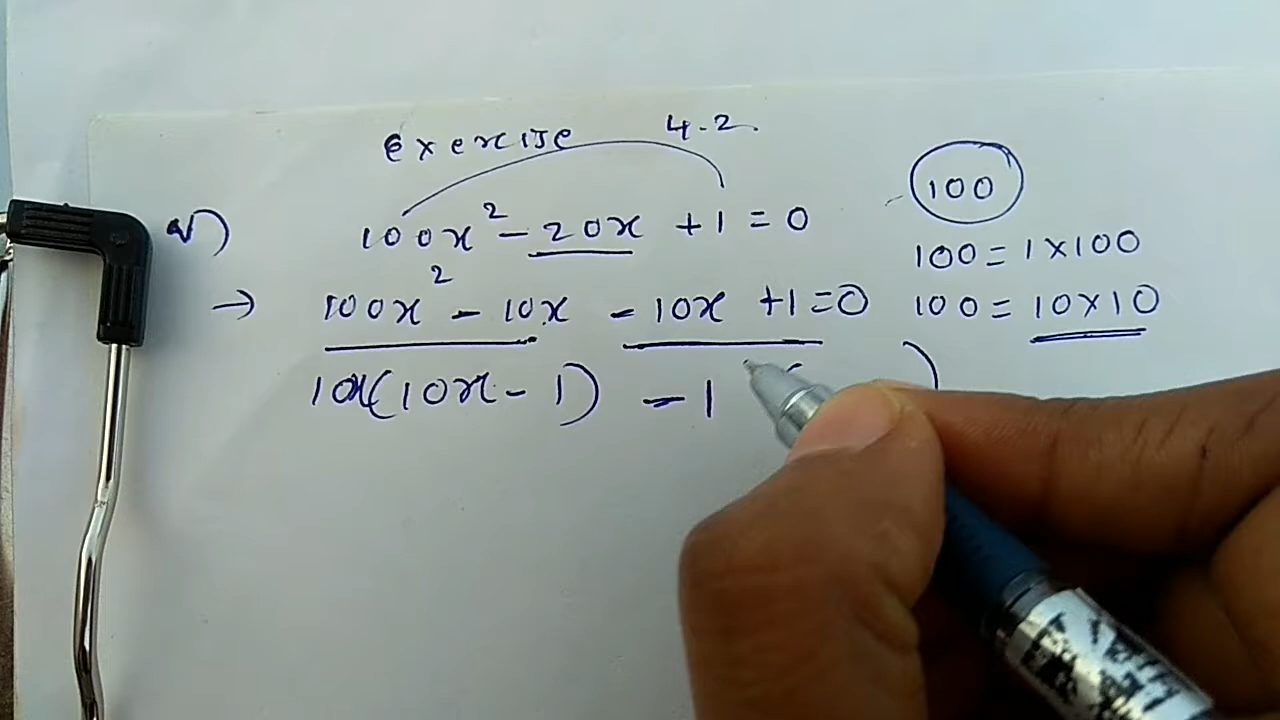 exercise 4.2.
v) 100x² - 20x + 1 = 0
→ 100x² - 10x - 10x + 1 = 0
10x(10x - 1) - 1 ( )
100
100 = 1 × 100
100 = 10 × 10